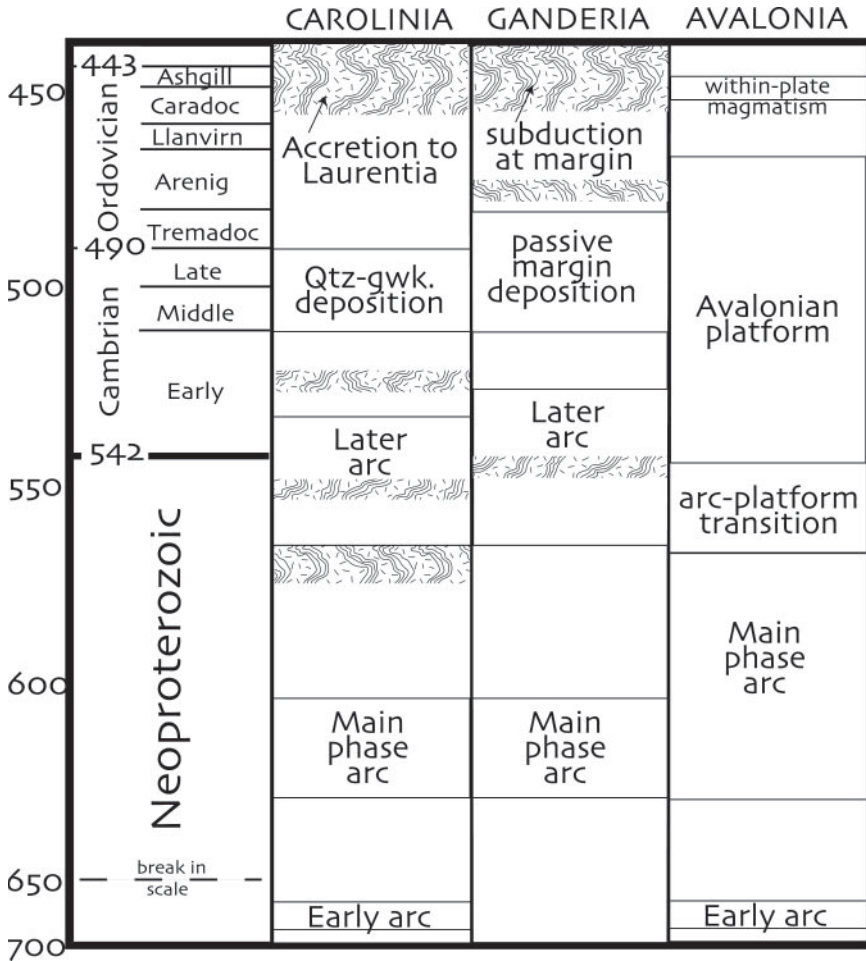 CAROLINIA
GANDERIA
AVALONIA
443
450
Ordovician
Ashgill
Caradoc
Llanvirn
Arenig
Tremadoc
490
500
Cambrian
Late
Middle
Early
542
550
Neoproterozoic
600
break in
scale
650
700
Accretion to
Laurentia
Qtz-gwk.
deposition
Later
arc
Main
phase
arc
Early arc
subduction
at margin
passive
margin
deposition
Later
arc
Main
phase
arc
within-plate
magmatism
Avalonian
platform
arc-platform
transition
Main
phase
arc
Early arc